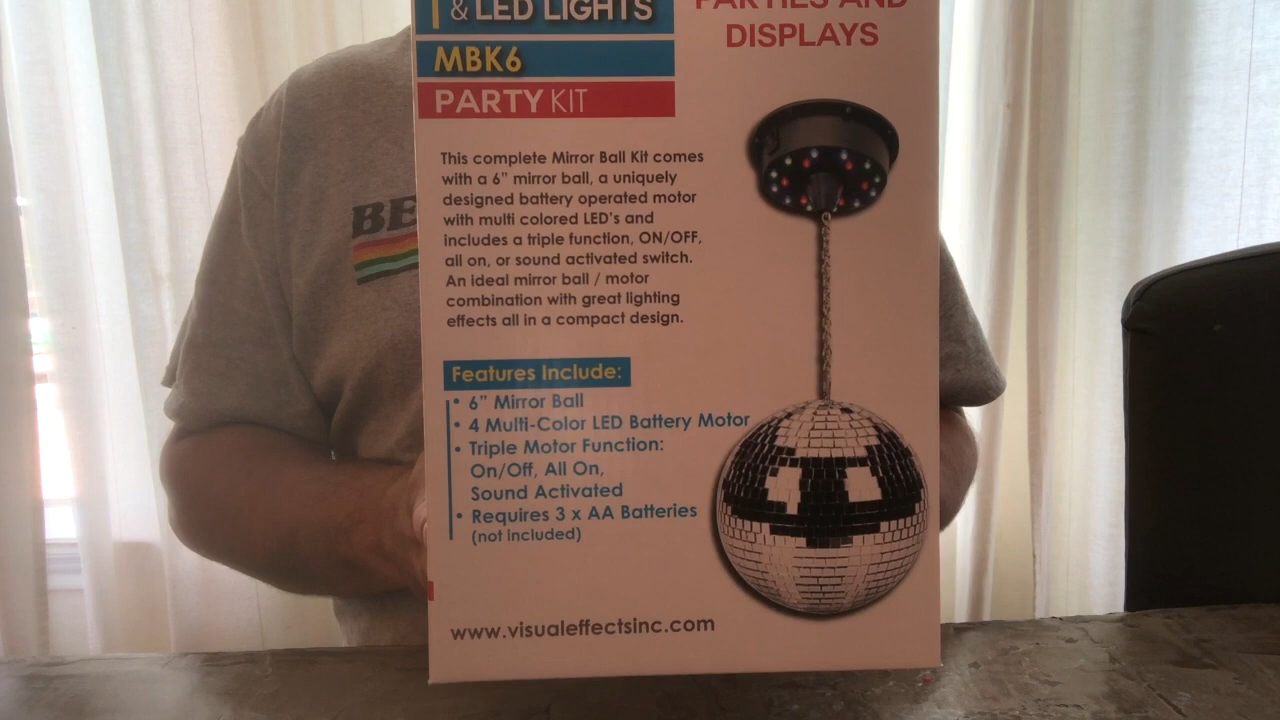 & LED LIGHTS
MBK6
PARTY KIT
PARTIES AND
DISPLAYS
This complete Mirror Ball Kit comes
with a 6" mirror ball, a uniquely
designed battery operated motor
with multi colored LED's and
includes a triple function, ON/OFF,
all on, or sound activated switch.
An ideal mirror ball / motor
combination with great lighting
effects all in a compact design.
Features Include:
• 6" Mirror Ball
• 4 Multi-Color LED Battery Motor
• Triple Motor Function:
On/Off, All On,
Sound Activated
• Requires 3 x AA Batteries
(not included)
www.visualeffectsinc.com
BE